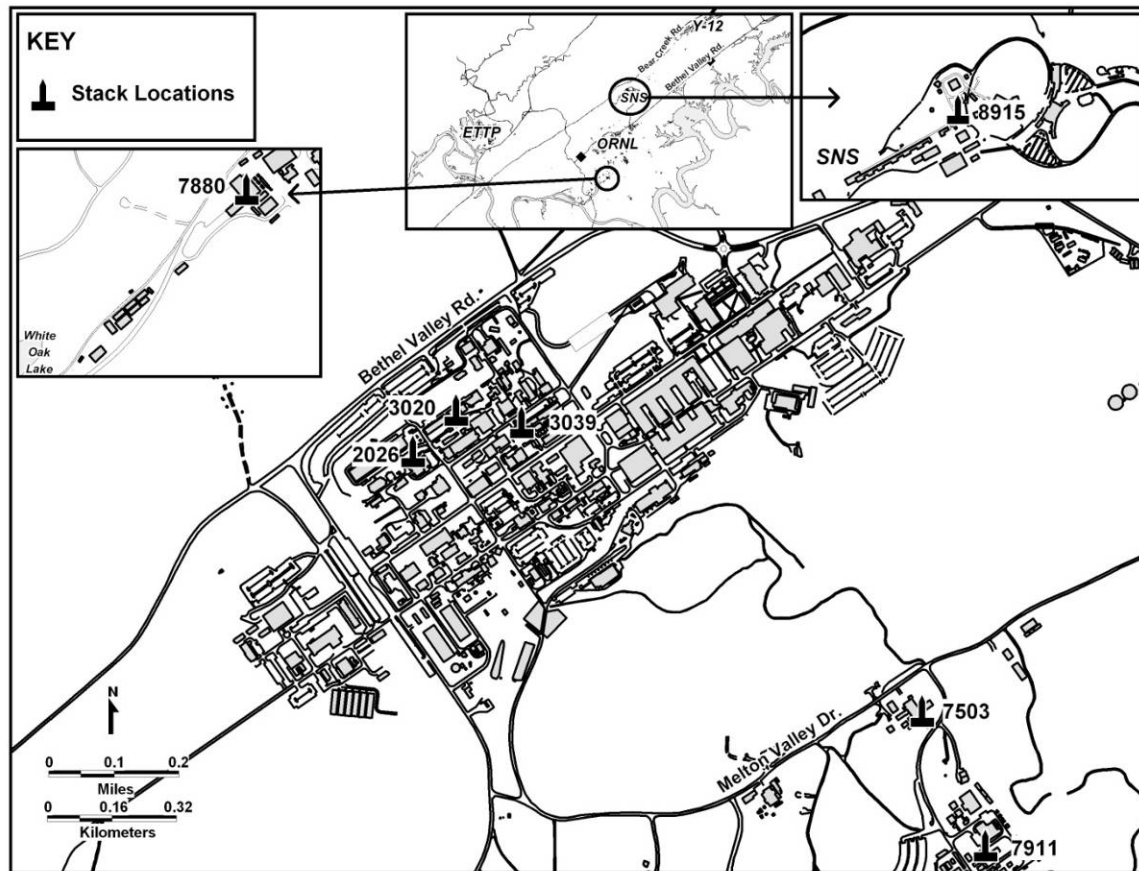 KEY
Stack Locations
Y-12
Bear Creek Rd.
Bethel Valley Rd.
SNS
ETTP
ORNL
8915
SNS
7880
White
Oak
Lake
Bethel Valley Rd.
3020
3039
2026
N
0 0.1 0.2
Miles
0 0.16 0.32
Kilometers
Melton Valley Dr.
7503
7911